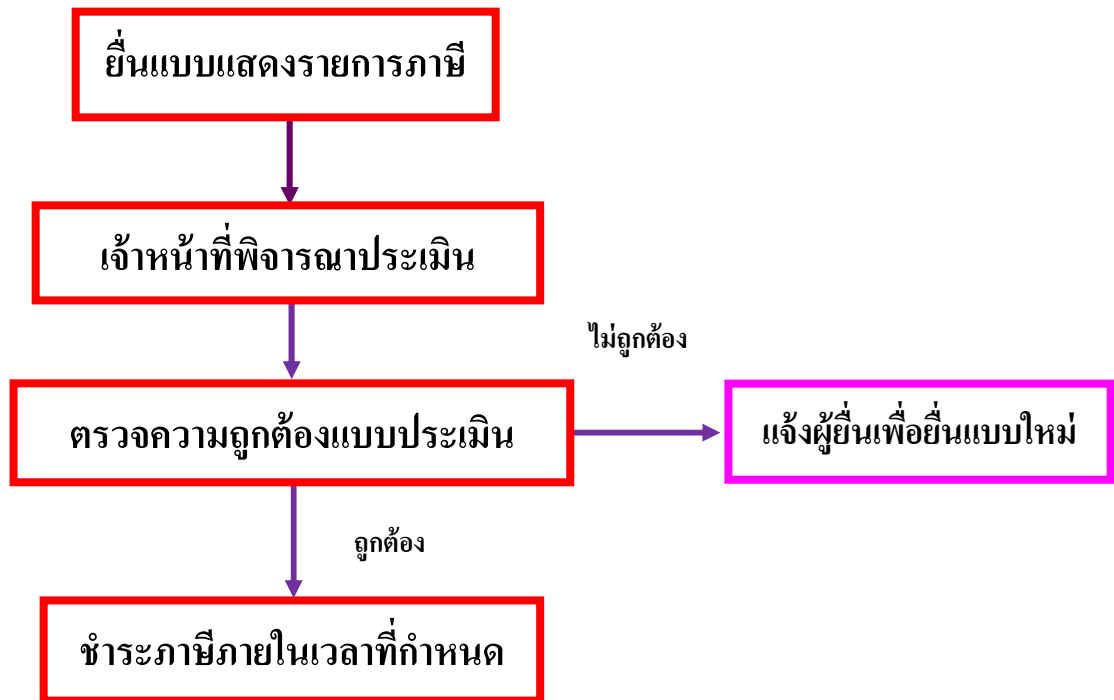 ยื่นแบบแสดงรายการภาษี
เจ้าหน้าที่พิจารณาประเมิน
ไม่ถูกต้อง
ตรวจความถูกต้องแบบประเมิน
แจ้งผู้ยื่นเพื่อยื่นแบบใหม่
ถูกต้อง
ชำระภาษีภายในเวลาที่กำหนด